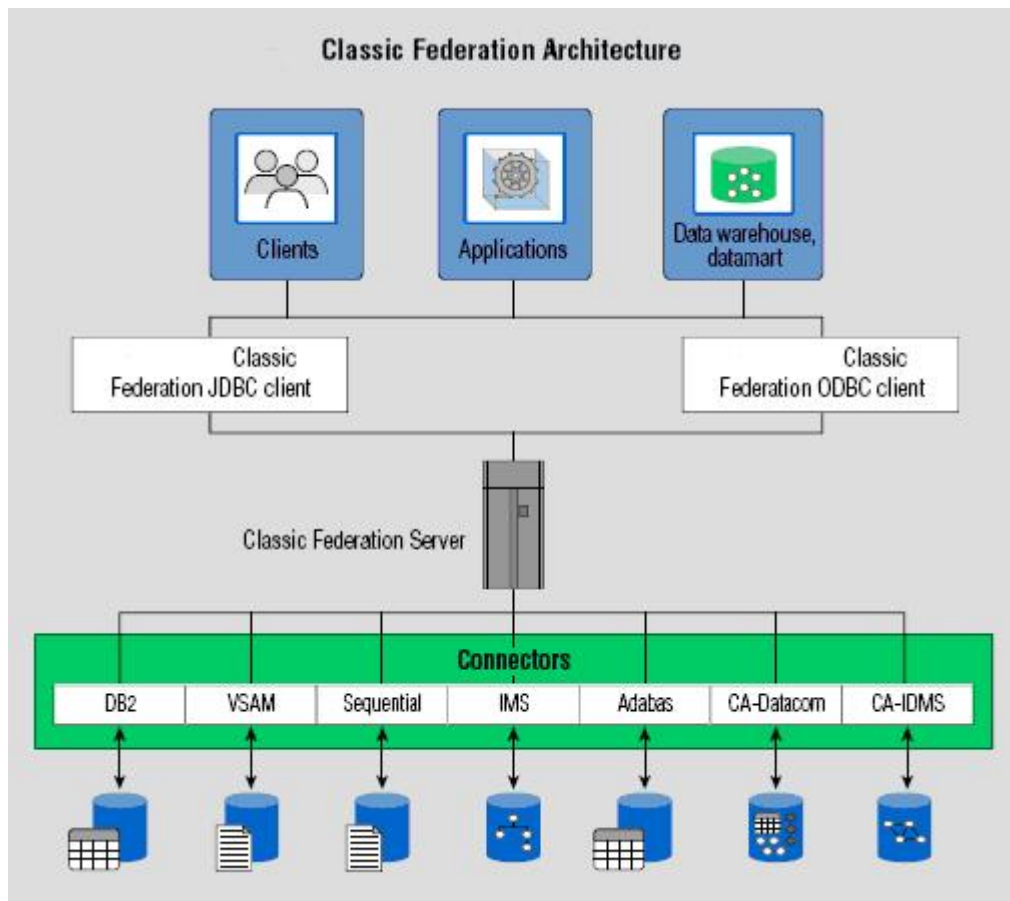 Classic Federation Architecture
Clients
Applications
Data warehouse,
datamart
Classic
Federation JDBC client
Classic
Federation ODBC client
Classic Federation Server
Connectors
DB2
VSAM
Sequential
IMS
Adabas
CA-Datacom
CA-IDMS